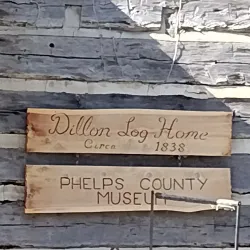 Dillon Log Home
Circa 1838
PHELPS COUNTY
MUSEUM